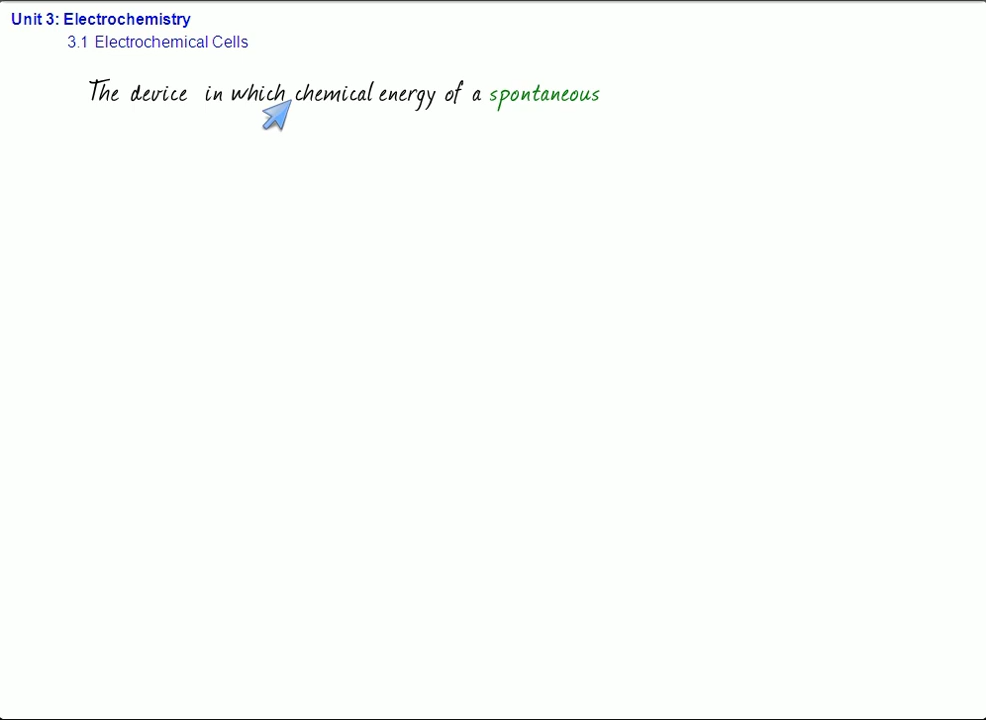 Unit 3: Electrochemistry
3.1 Electrochemical Cells
The device in which chemical energy of a spontaneous